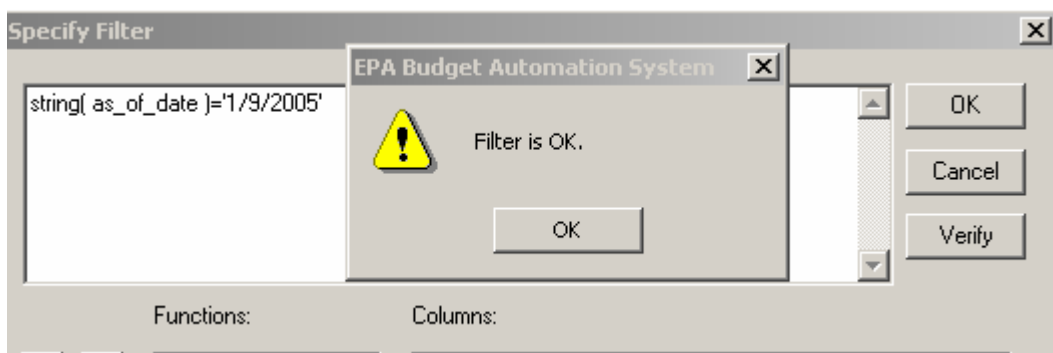 Specify Filter
EPA Budget Automation System
string( as_of_date )='1/9/2005'
Filter is OK.
OK
OK
Cancel
Verify
Functions:
Columns: